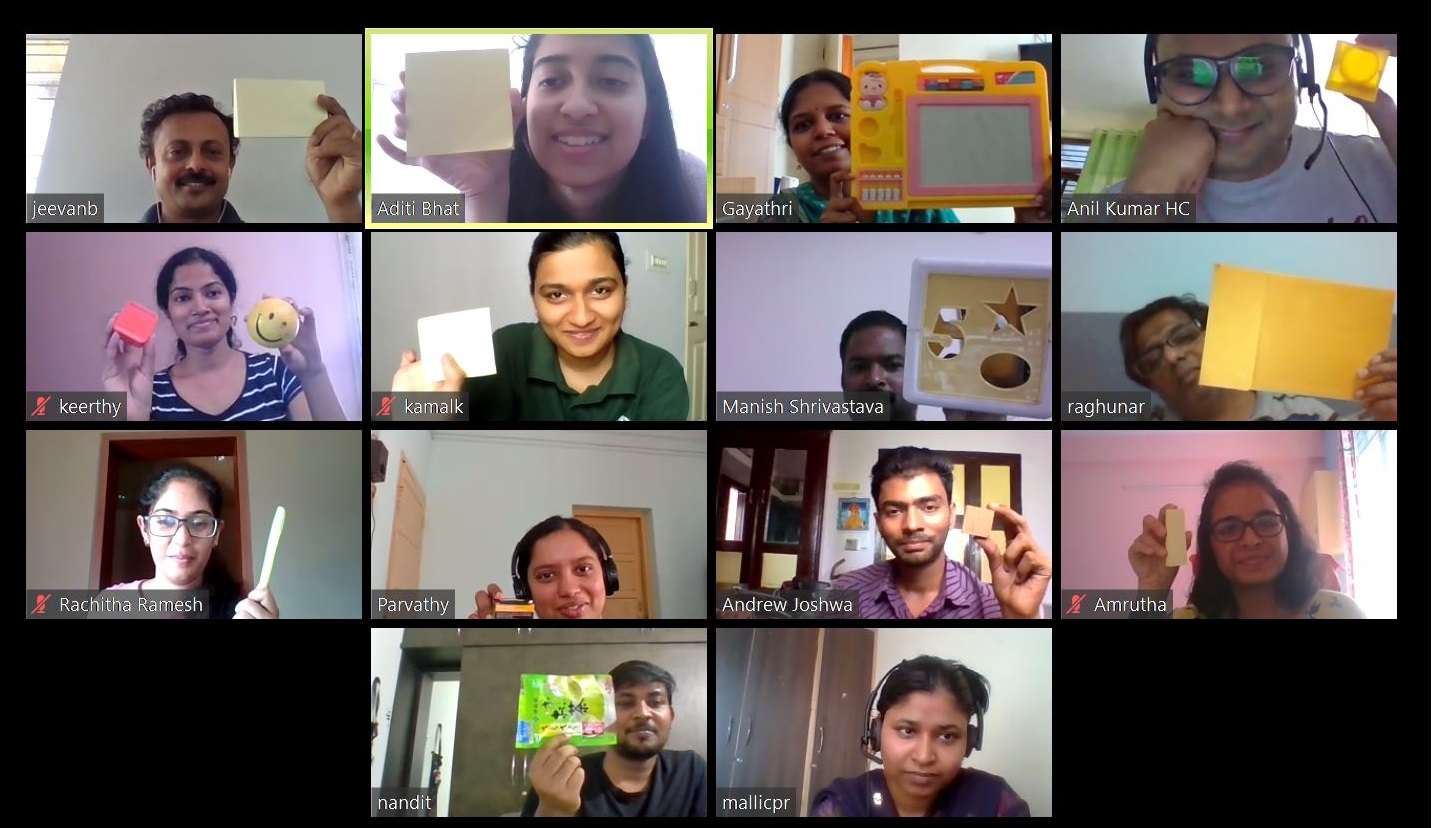 jeevanb
Aditi Bhat
Gayathri
Anil Kumar HC
keerthy
kamalk
Manish Shrivastava
5
raghunar
Rachitha Ramesh
Parvathy
Andrew Joshwa
Amrutha
nandit
mallicpr